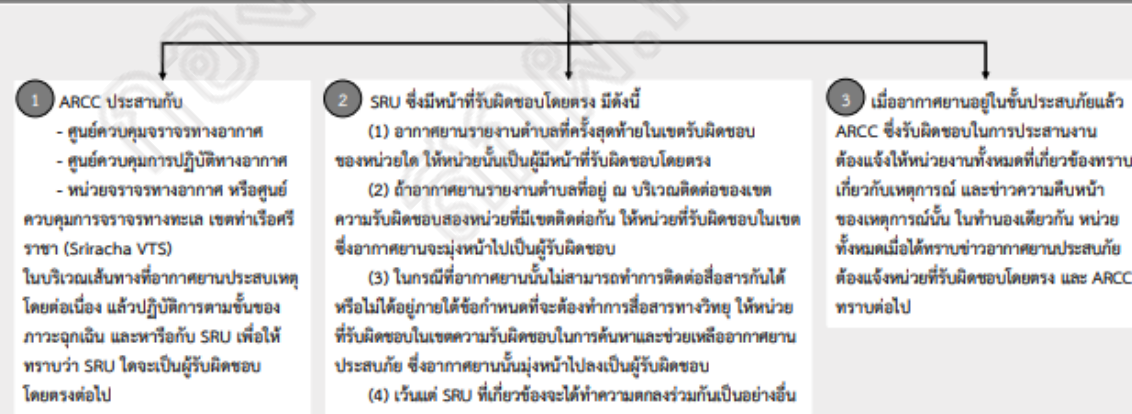 1 ARCC ประสานกับ
- ศูนย์ควบคุมจราจรทางอากาศ
- ศูนย์ควบคุมการปฏิบัติทางอากาศ
- หน่วยจราจรทางอากาศ หรือศูนย์
ควบคุมการจราจรทางทะเล เขตท่าเรือศรี
ราชา (Sriracha VTS)
ในบริเวณเส้นทางที่อากาศยานประสบเหตุ
โดยต่อเนื่อง แล้วปฏิบัติการตามขั้นของ
ภาวะฉุกเฉิน และหารือกับ SRU เพื่อให้
ทราบว่า SRU ใดจะเป็นผู้รับผิดชอบ
โดยตรงต่อไป
2 SRU ซึ่งมีหน้าที่รับผิดชอบโดยตรง มีดังนี้
(1) อากาศยานรายงานตำบลที่ครั้งสุดท้ายในเขตรับผิดชอบ
ของหน่วยใด ให้หน่วยนั้นเป็นผู้มีหน้าที่รับผิดชอบโดยตรง
(2) ถ้าอากาศยานรายงานตำบลที่อยู่ ณ บริเวณติดต่อของเขต
ความรับผิดชอบสองหน่วยที่มีเขตติดต่อกัน ให้หน่วยที่รับผิดชอบในเขต
ซึ่งอากาศยานจะมุ่งหน้าไปเป็นผู้รับผิดชอบ
(3) ในกรณีที่อากาศยานนั้นไม่สามารถทำการติดต่อสื่อสารกันได้
หรือไม่ได้อยู่ภายใต้ข้อกำหนดที่จะต้องทำการสื่อสารทางวิทยุ ให้หน่วย
ที่รับผิดชอบในเขตความรับผิดชอบในการค้นหาและช่วยเหลืออากาศยาน
ประสบภัย ซึ่งอากาศยานนั้นมุ่งหน้าไปลงเป็นผู้รับผิดชอบ
(4) เว้นแต่ SRU ที่เกี่ยวข้องจะได้ทำความตกลงร่วมกันเป็นอย่างอื่น
3 เมื่ออากาศยานอยู่ในขั้นประสบภัยแล้ว
ARCC ซึ่งรับผิดชอบในการประสานงาน
ต้องแจ้งให้หน่วยงานทั้งหมดที่เกี่ยวข้องทราบ
เกี่ยวกับเหตุการณ์ และข่าวความคืบหน้า
ของเหตุการณ์นั้น ในทำนองเดียวกัน หน่วย
ทั้งหมดเมื่อได้ทราบข่าวอากาศยานประสบภัย
ต้องแจ้งหน่วยที่รับผิดชอบโดยตรง และ ARCC
ทราบต่อไป